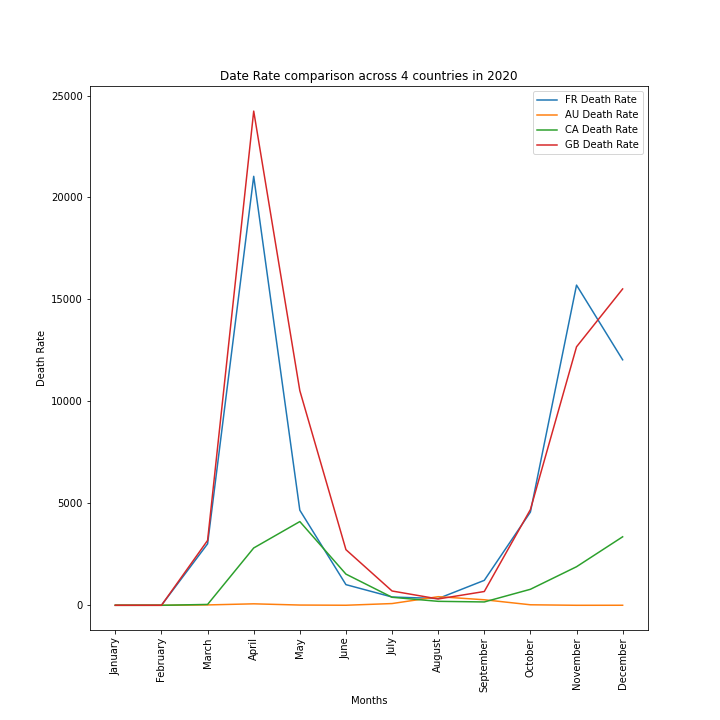 Date Rate comparison across 4 countries in 2020
FR Death Rate
AU Death Rate
CA Death Rate
GB Death Rate
25000
20000
15000
10000
5000
0
Death Rate
January
February
March
April
May
June
July
August
September
October
November
December
Months